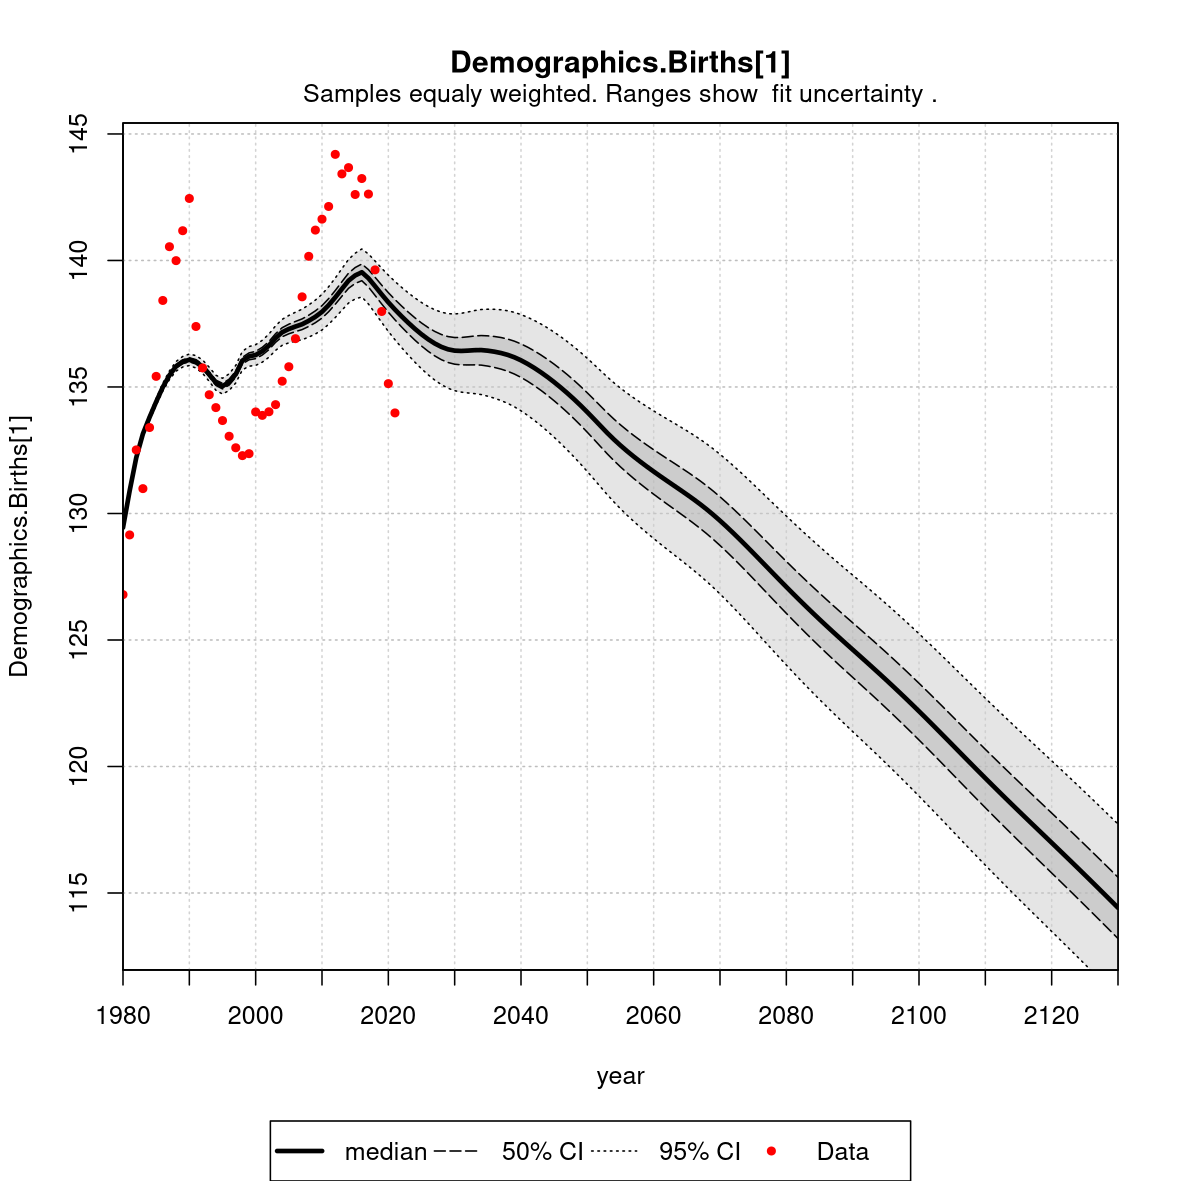 Demographics.Births[1]
Samples equaly weighted. Ranges show  fit uncertainty .
Demographics.Births[1]
145
140
135
130
125
120
115
1980 2000 2020 2040 2060 2080 2100 2120
year
median 50% CI 95% CI Data